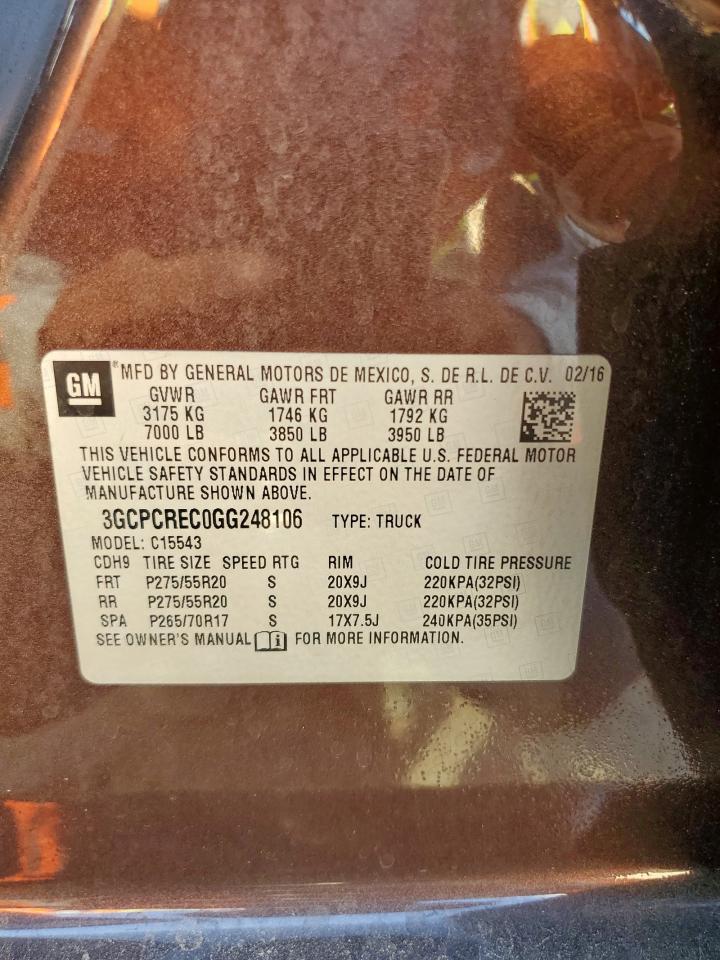 GM ® MFD BY GENERAL MOTORS DE MEXICO, S. DE R.L. DE C.V. 02/16
GVWR GAWR FRT GAWR RR
3175 KG 1746 KG 1792 KG
7000 LB 3850 LB 3950 LB
THIS VEHICLE CONFORMS TO ALL APPLICABLE U.S. FEDERAL MOTOR
VEHICLE SAFETY STANDARDS IN EFFECT ON THE DATE OF
MANUFACTURE SHOWN ABOVE.
3GCPCREC0GG248106 TYPE: TRUCK
MODEL: C15543
CDH9 TIRE SIZE SPEED RTG RIM COLD TIRE PRESSURE
FRT P275/55R20 S 20X9J 220KPA(32PSI)
RR P275/55R20 S 20X9J 220KPA(32PSI)
SPA P265/70R17 S 17X7.5J 240KPA(35PSI)
SEE OWNER'S MANUAL FOR MORE INFORMATION.